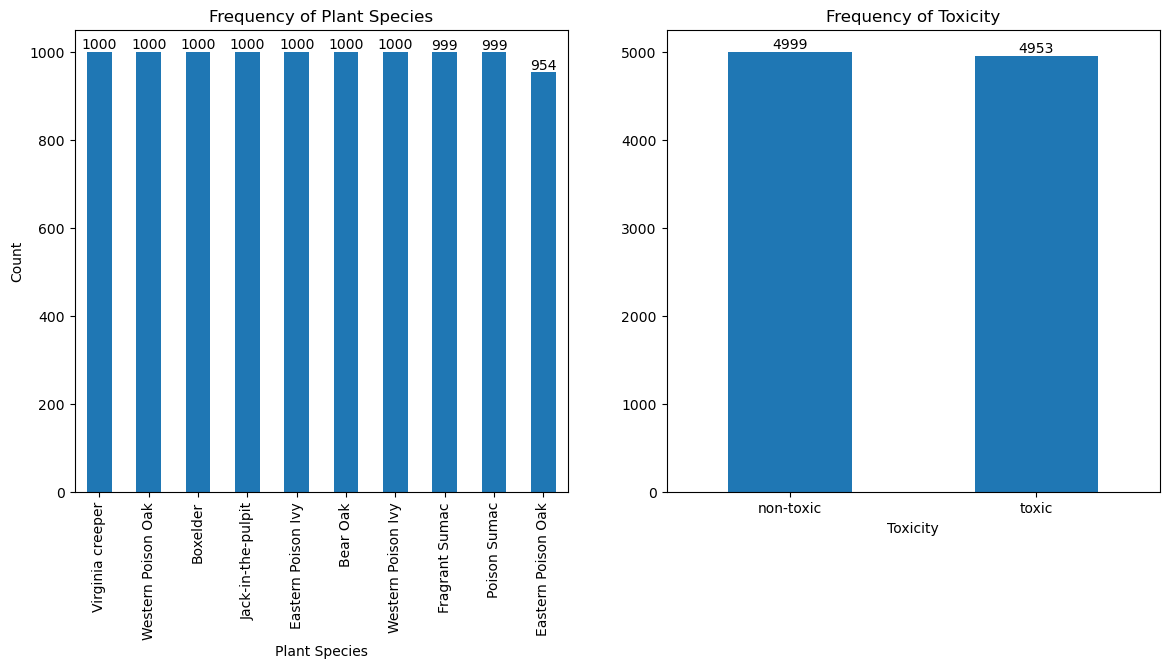 Frequency of Plant Species
1000 1000 1000 1000 1000 1000 1000 999 999 954
1000
800
600
400
200
0
Count
Virginia creeper
Western Poison Oak
Boxelder
Jack-in-the-pulpit
Eastern Poison Ivy
Bear Oak
Western Poison Ivy
Fragrant Sumac
Poison Sumac
Eastern Poison Oak
Plant Species
Frequency of Toxicity
4999 4953
5000
4000
3000
2000
1000
0
non-toxic toxic
Toxicity